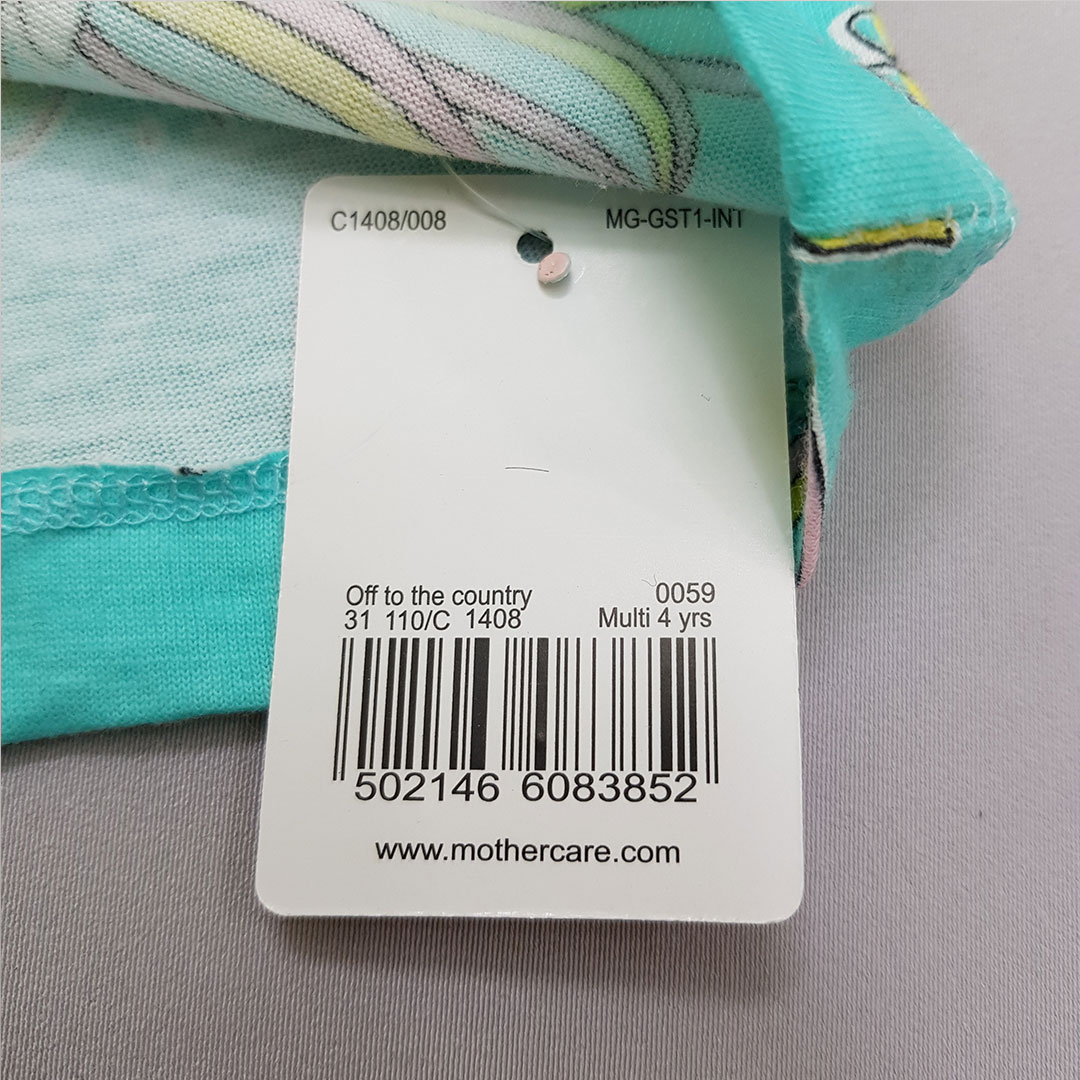 C1408/008 MG-GST1-INT
Off to the country 0059
31 110/C 1408 Multi 4 yrs
502146 6083852
www.mothercare.com